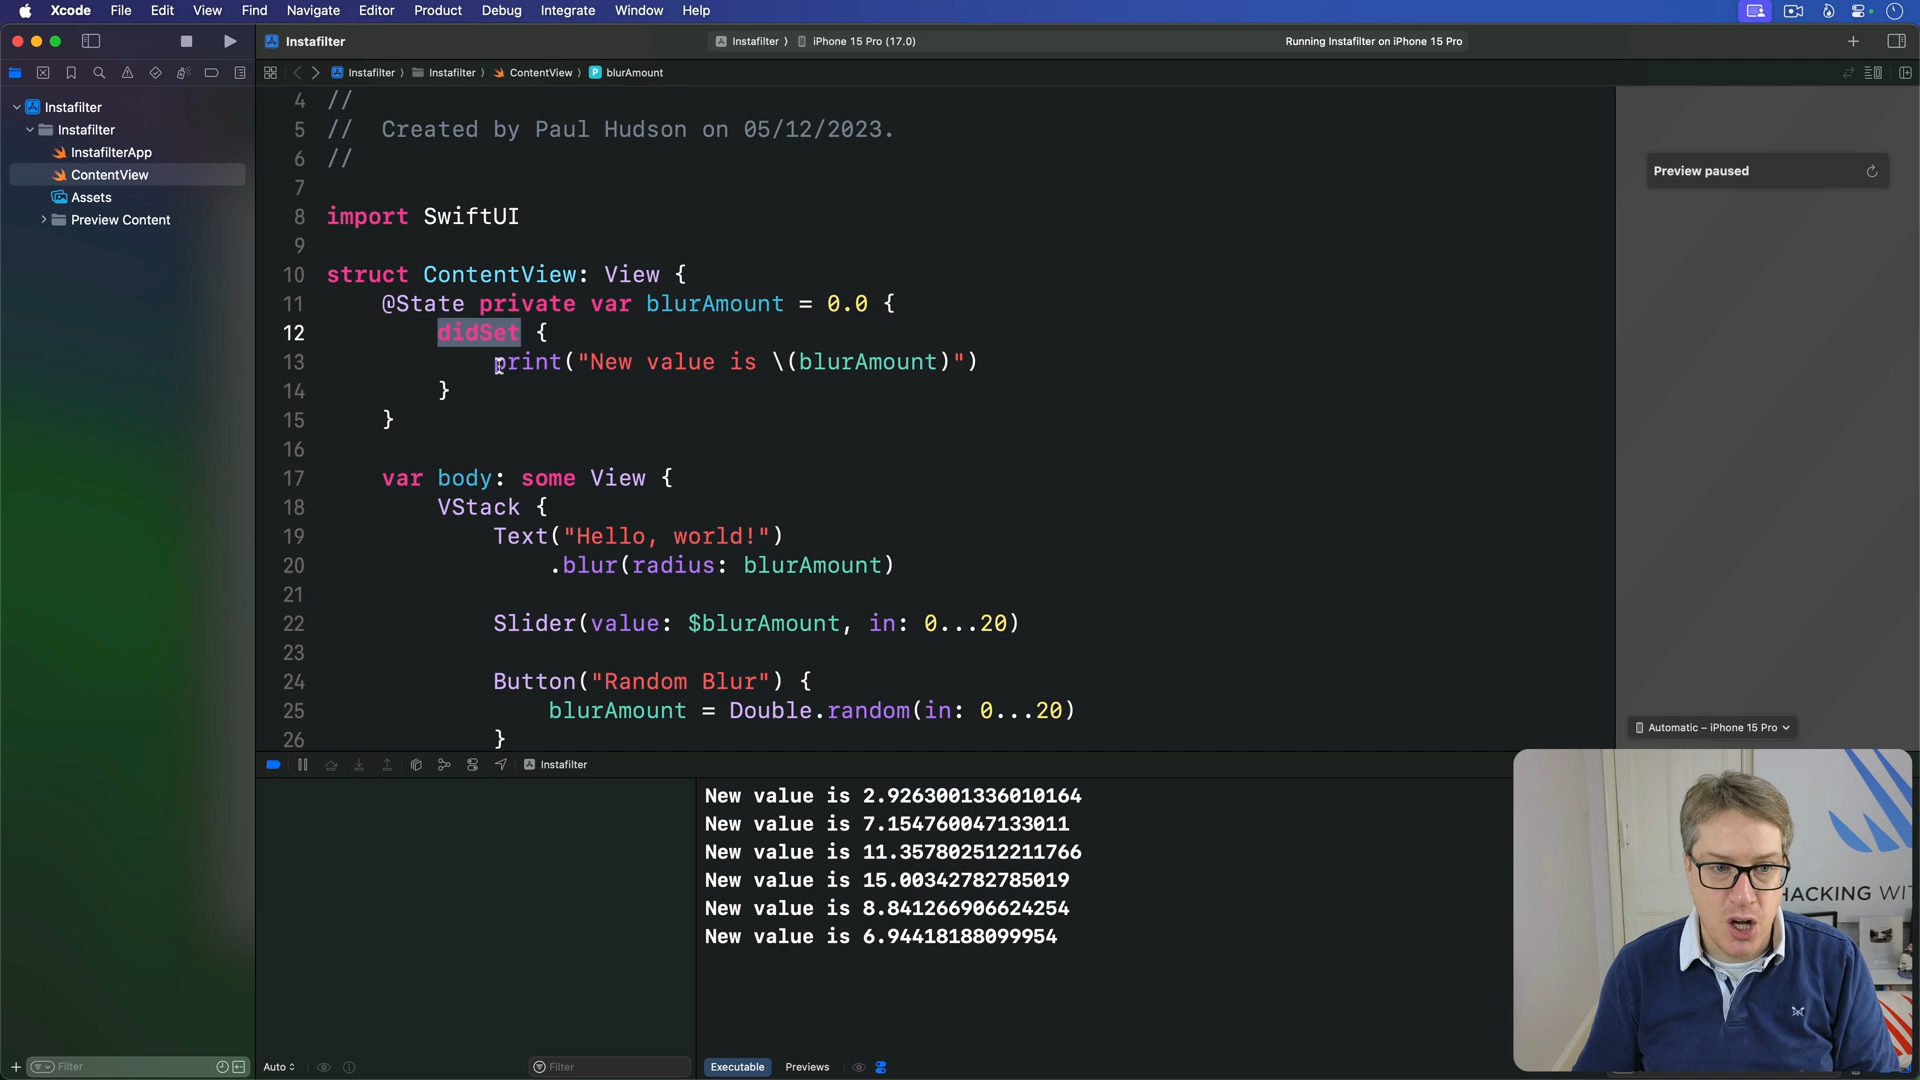 Xcode File Edit View Find Navigate Editor Product Debug Integrate Window Help
Instafilter
Instafilter iPhone 15 Pro (17.0)
Running Instafilter on iPhone 15 Pro
Instafilter Instafilter ContentView P blurAmount
Instafilter
Instafilter
InstafilterApp
ContentView
Assets
Preview Content
4 //
5 // Created by Paul Hudson on 05/12/2023.
6 //
7
8 import SwiftUI
9
10 struct ContentView: View {
11 @State private var blurAmount = 0.0 {
12 didSet {
13 print("New value is \(blurAmount)")
14 }
15 }
16
17 var body: some View {
18 VStack {
19 Text("Hello, world!")
20 .blur(radius: blurAmount)
21
22 Slider(value: $blurAmount, in: 0...20)
23
24 Button("Random Blur") {
25 blurAmount = Double.random(in: 0...20)
26 }
Preview paused
Automatic – iPhone 15 Pro
Instafilter
New value is 2.9263001336010164
New value is 7.154760047133011
New value is 11.357802512211766
New value is 15.00342782785019
New value is 8.841266906624254
New value is 6.94418188099954
HACKING WI
Filter
Auto
Filter
Executable Previews